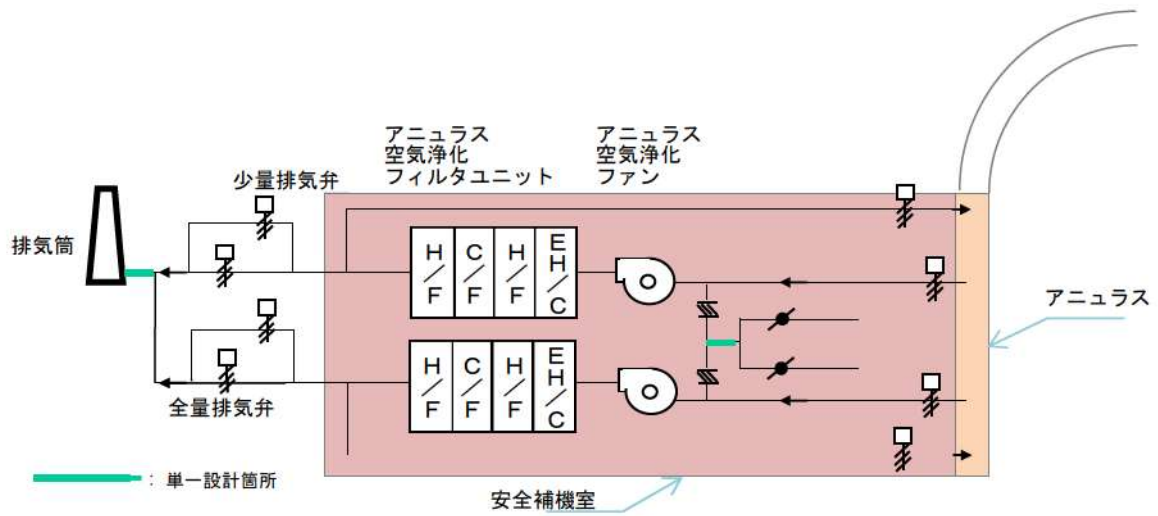 アニュラス
空気浄化
フィルタユニット
アニュラス
空気浄化
ファン
少量排気弁
排気筒
H/F
C/F
H/F
EH/C
アニュラス
H/F
C/F
H/F
EH/C
全量排気弁
：単一設計箇所
安全補機室